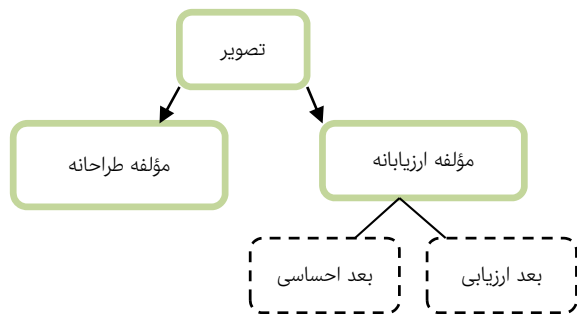 تصویر
مؤلفه ارزیابانه
مؤلفه طراحانه
بعد ارزیابی
بعد احساسی